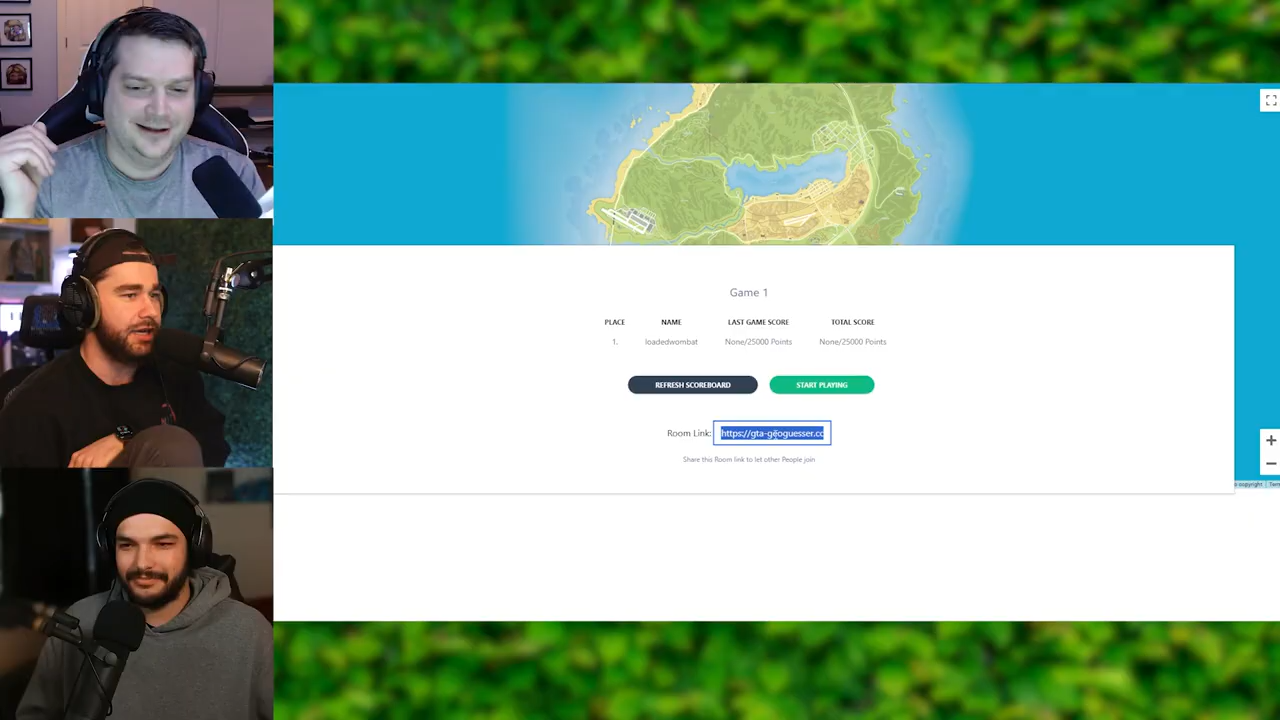 Game 1
PLACE NAME LAST GAME SCORE TOTAL SCORE
1. loadedwombat None/25000 Points None/25000 Points
REFRESH SCOREBOARD START PLAYING
Room Link: https://gta-geoguesser.cc
Share this Room link to let other People join